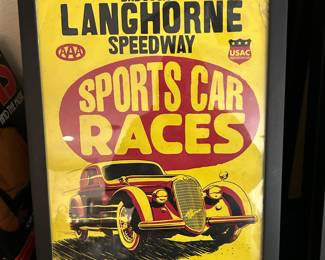 LANGHORNE
SPEEDWAY
AAA
USAC
SPORTS CAR
RACES